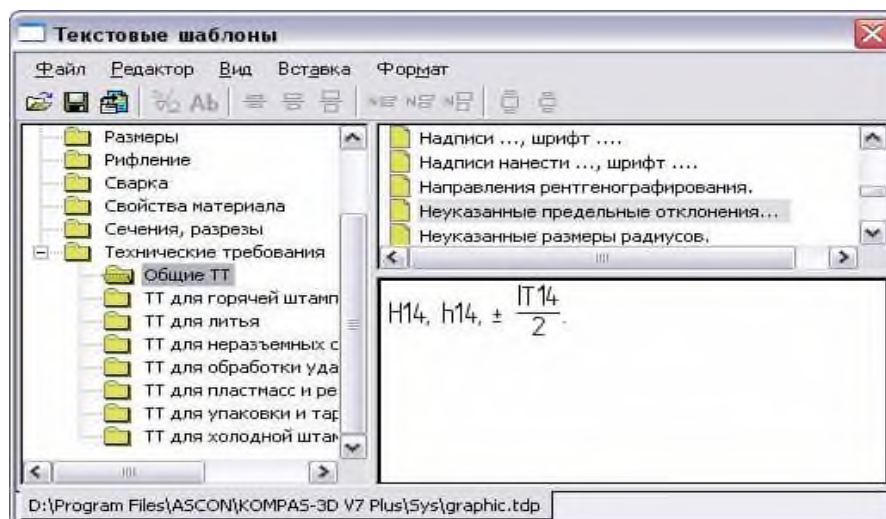 Текстовые шаблоны
Файл Редактор Вид Вставка Формат
Ab
Размеры
Рифление
Сварка
Свойства материала
Сечения, разрезы
Технические требования
Общие ТТ
ТТ для горячей штамп
ТТ для литья
ТТ для неразъемных с
ТТ для обработки уда
ТТ для пластмасс и ре
ТТ для упаковки и тар
ТТ для холодной штам
Надписи ..., шрифт ....
Надписи нанести ..., шрифт ....
Направления рентгенографирования.
Неуказанные предельные отклонения...
Неуказанные размеры радиусов.
H14, h14, ± IT14/2.
D:\Program Files\ASCON\KOMPAS-3D V7 Plus\Sys\graphic.tdp